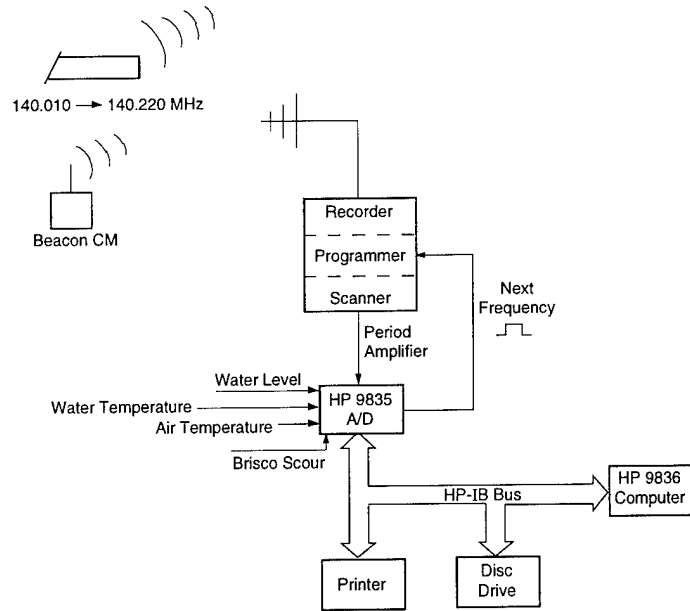 140.010 → 140.220 MHz
Beacon CM
Recorder
Programmer
Scanner
Next
Frequency
Period
Amplifier
Water Level
Water Temperature
Air Temperature
Brisco Scour
HP 9835
A/D
HP-IB Bus
HP 9836
Computer
Printer
Disc
Drive